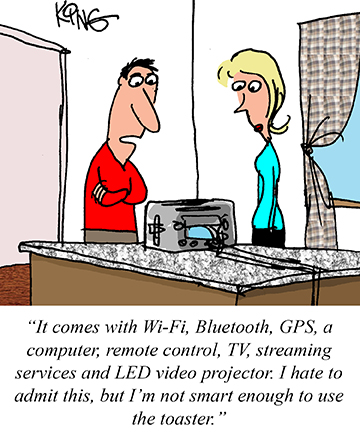 KING
“It comes with Wi-Fi, Bluetooth, GPS, a
computer, remote control, TV, streaming
services and LED video projector. I hate to
admit this, but I’m not smart enough to use
the toaster.”